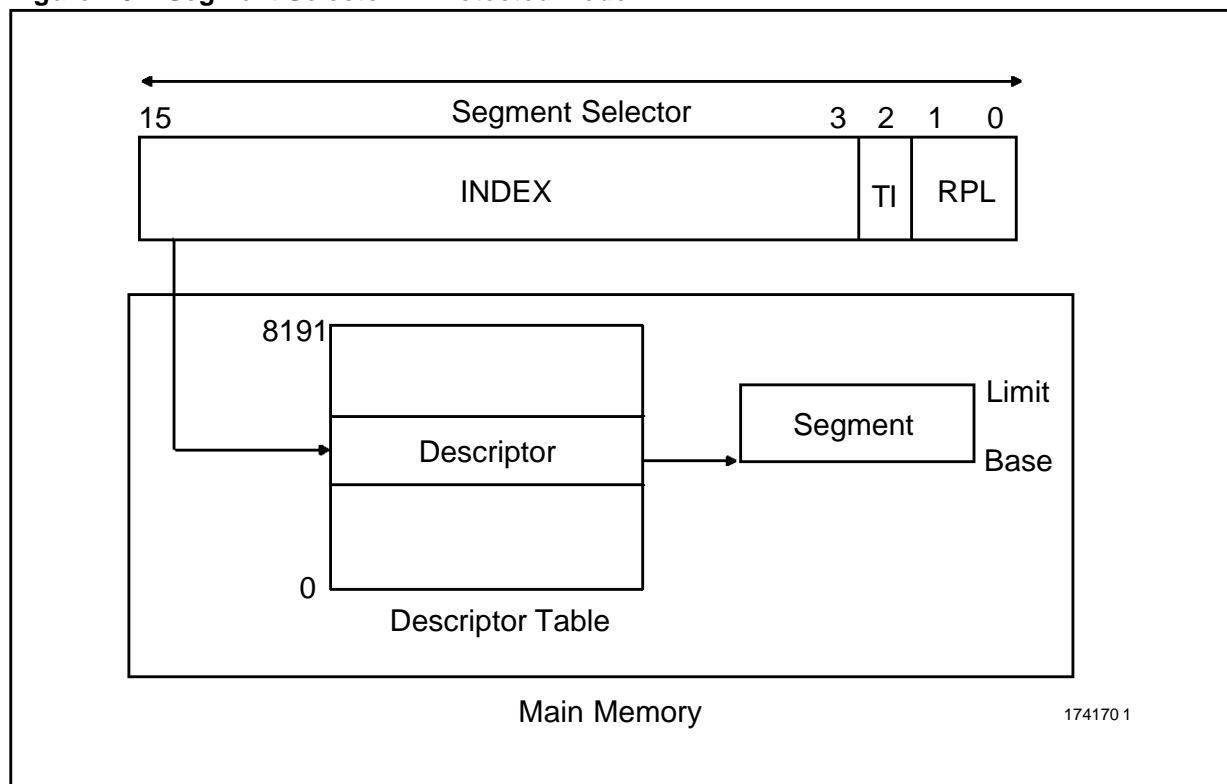 Segment Selector
15 3 2 1 0
INDEX TI RPL
8191
Limit
Segment
Descriptor
Base
0
Descriptor Table
Main Memory
174170 1